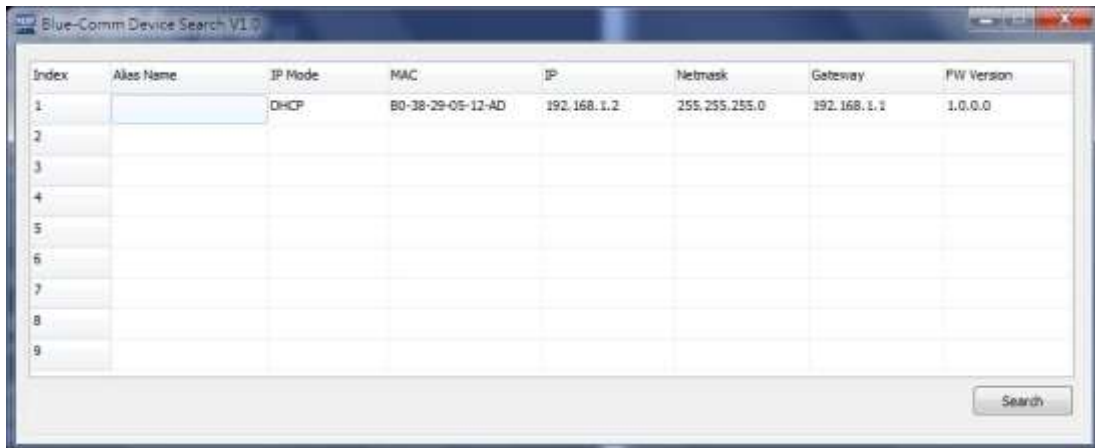 Blue-Comm Device Search V1.0
Index Alias Name IP Mode MAC IP Netmask Gateway FW Version
1 DHCP B0-38-29-05-12-AD 192.168.1.2 255.255.255.0 192.168.1.1 1.0.0.0
2
3
4
5
6
7
8
9
Search